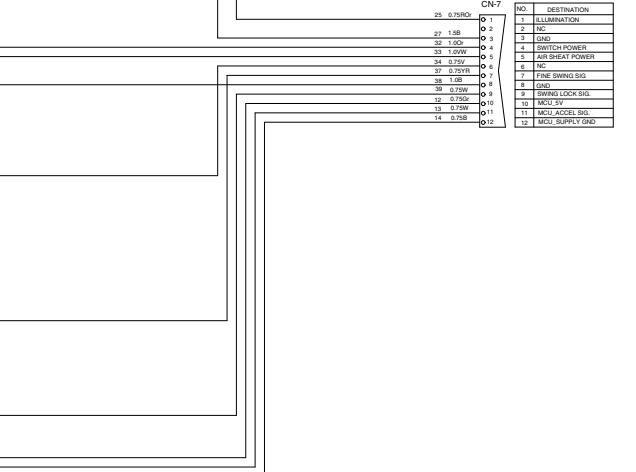 CN-7
NO. DESTINATION
25 0.75ROr 1 1 ILLUMINATION
2 2 NC
27 1.5B 3 3 GND
32 1.0Or 4 4 SWITCH POWER
33 1.0VW 5 5 AIR SHEAT POWER
34 0.75V 6 6 NC
37 0.75YR 7 7 FINE SWING SIG
38 1.0B 8 8 GND
39 0.75W 9 9 SWING LOCK SIG.
12 0.75Gr 10 10 MCU_5V
13 0.75W 11 11 MCU_ACCEL SIG.
14 0.75B 12 12 MCU_SUPPLY GND